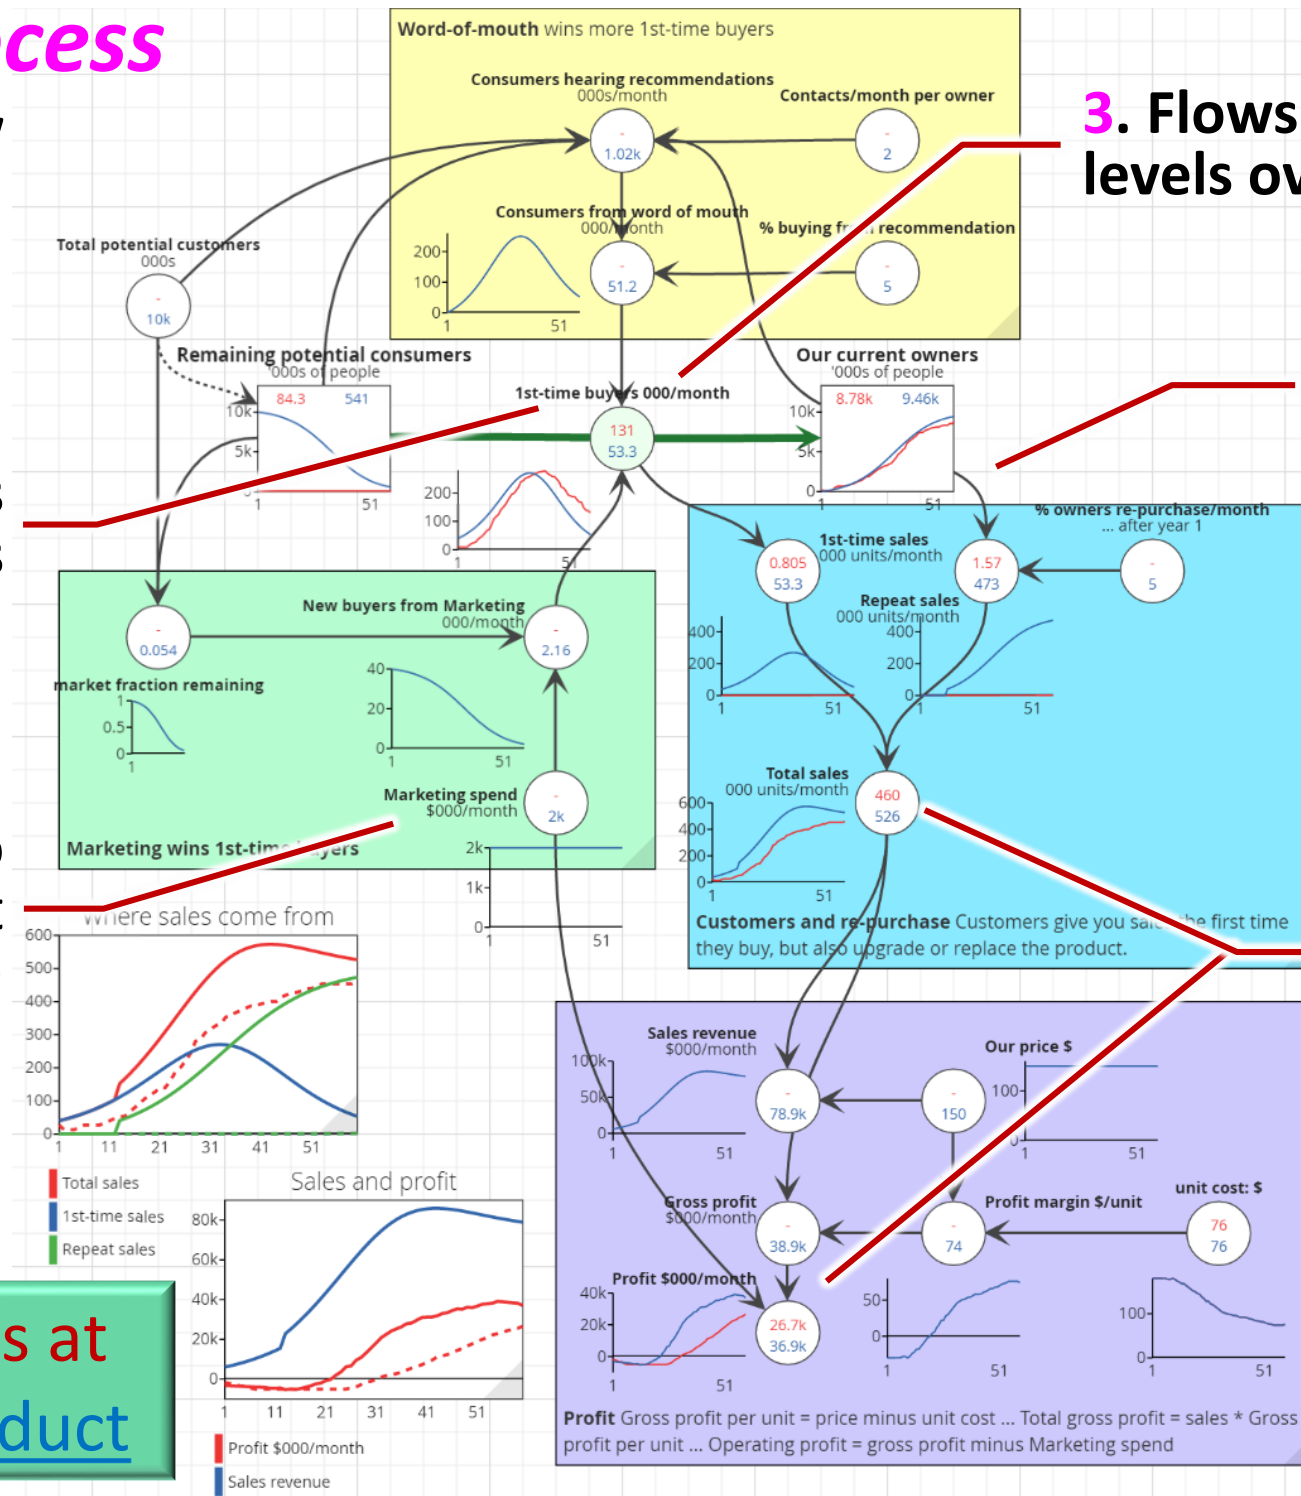 cess
3. Flows
levels ov
Word-of-mouth wins more 1st-time buyers
Consumers hearing recommendations
000s/month
-
1.02k
Contacts/month per owner
-
2
Consumers from word of mouth
000/month
200
100
0
1
51
-
51.2
% buying from recommendation
-
5
Total potential customers
000s
-
10k
Remaining potential consumers
'000s of people
84.3
541
10k
5k
0
1
51
1st-time buyers 000/month
131
53.3
200
100
0
1
51
Our current owners
'000s of people
8.78k
9.46k
10k
5k
0
1
51
s
s
New buyers from Marketing
000/month
-
0.054
-
2.16
market fraction remaining
1
0.5
0
1
40
20
0
1
51
Marketing spend
$000/month
-
2k
2k
1k
0
1
51
Marketing wins 1st-time buyers
% owners re-purchase/month
... after year 1
-
5
1st-time sales
000 units/month
0.805
53.3
1.57
473
Repeat sales
000 units/month
400
200
0
1
51
400
200
0
1
51
Total sales
000 units/month
460
526
600
400
200
0
1
51
Customers and re-purchase Customers give you sales the first time
they buy, but also upgrade or replace the product.
Where sales come from
600
500
400
300
200
100
0
1
11
21
31
41
51
Total sales
1st-time sales
Repeat sales
Sales and profit
80k
60k
40k
20k
0
1
11
21
31
41
51
Profit $000/month
Sales revenue
s at
duct
Sales revenue
$000/month
100k
50k
0
1
51
-
78.9k
-
150
Our price $
100
0
1
51
Gross profit
$000/month
-
38.9k
-
74
Profit margin $/unit
unit cost: $
76
76
Profit $000/month
40k
20k
0
1
51
26.7k
36.9k
50
0
51
100
0
1
51
Profit Gross profit per unit = price minus unit cost ... Total gross profit = sales * Gross
profit per unit ... Operating profit = gross profit minus Marketing spend